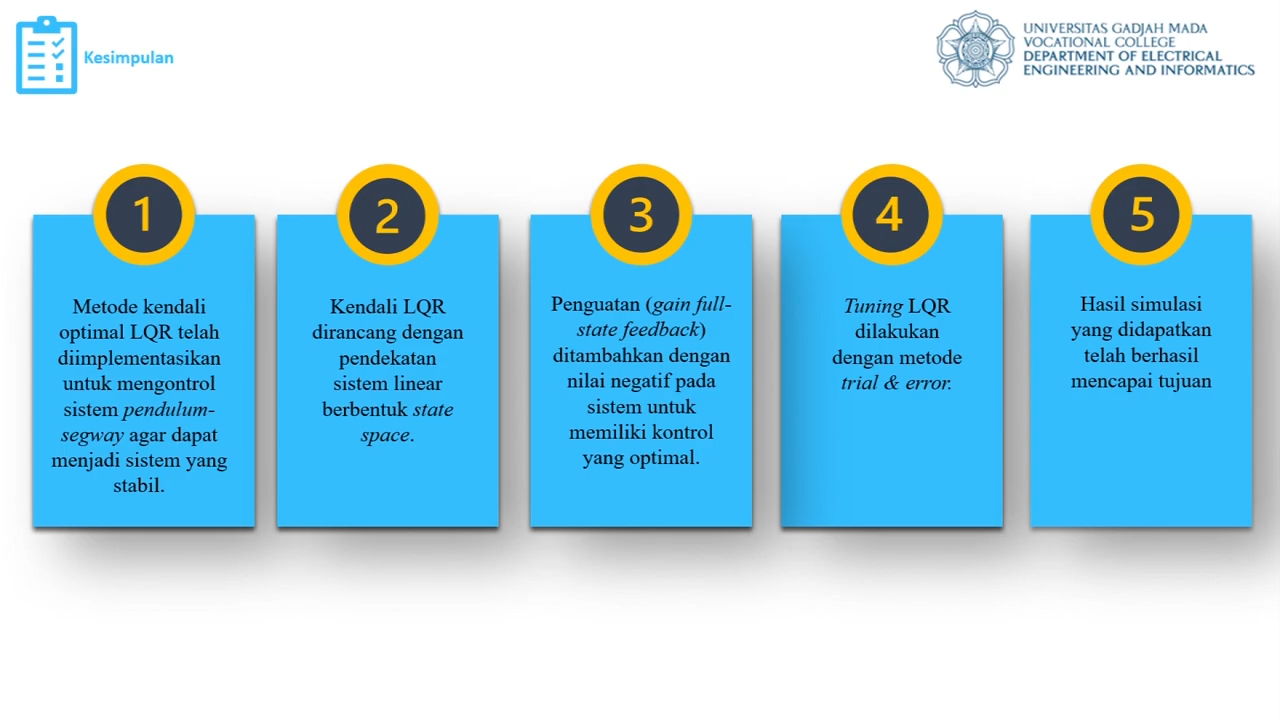 Kesimpulan
UNIVERSITAS GADJAH MADA
VOCATIONAL COLLEGE
DEPARTMENT OF ELECTRICAL
ENGINEERING AND INFORMATICS
1
Metode kendali
optimal LQR telah
diimplementasikan
untuk mengontrol
sistem pendulum-
segway agar dapat
menjadi sistem yang
stabil.
2
Kendali LQR
dirancang dengan
pendekatan
sistem linear
berbentuk state
space.
3
Penguatan (gain full-
state feedback)
ditambahkan dengan
nilai negatif pada
sistem untuk
memiliki kontrol
yang optimal.
4
Tuning LQR
dilakukan
dengan metode
trial & error.
5
Hasil simulasi
yang didapatkan
telah berhasil
mencapai tujuan